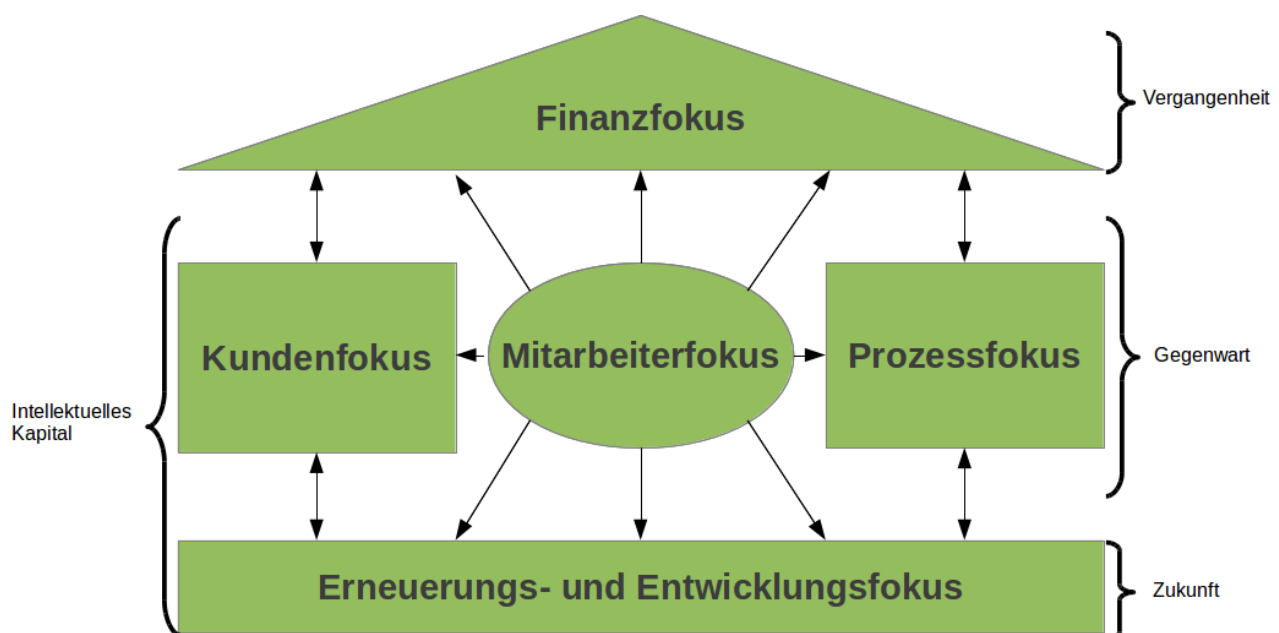 Finanzfokus
Vergangenheit
Kundenfokus
Mitarbeiterfokus
Prozessfokus
Gegenwart
Intellektuelles
Kapital
Erneuerungs- und Entwicklungsfokus
Zukunft